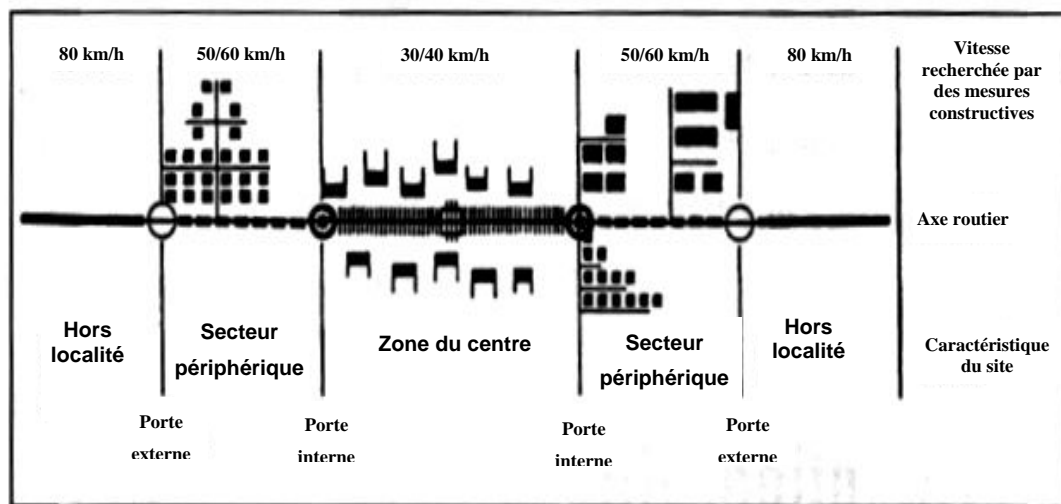 80 km/h
50/60 km/h
30/40 km/h
50/60 km/h
80 km/h
Vitesse
recherchée par
des mesures
constructives
Axe routier
Hors
localité
Secteur
périphérique
Zone du centre
Secteur
périphérique
Hors
localité
Caractéristique
du site
Porte
externe
Porte
interne
Porte
interne
Porte
externe